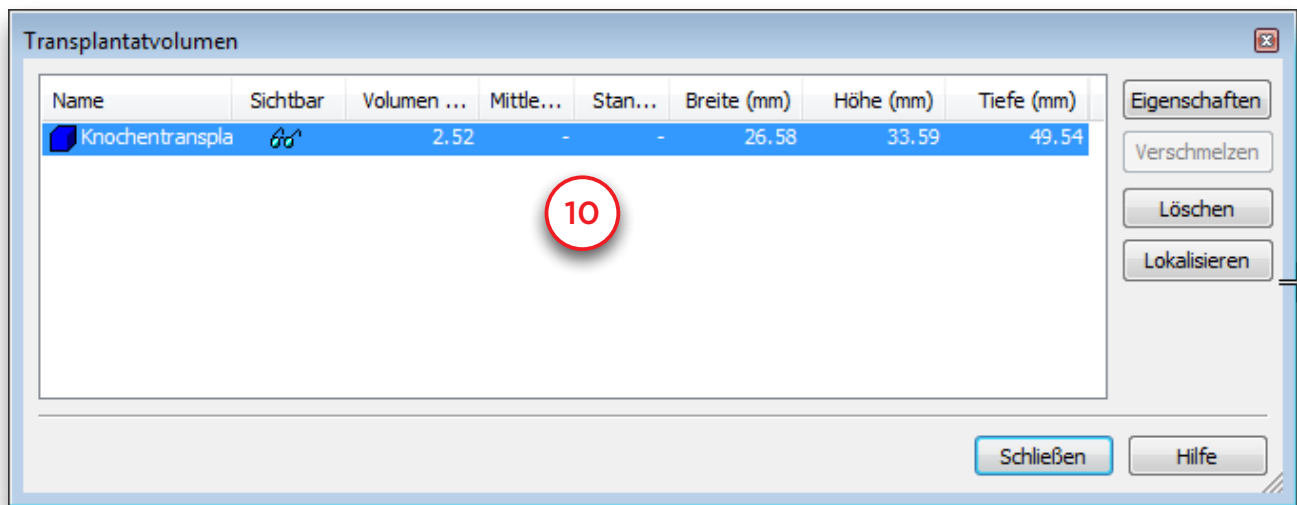 Transplantatvolumen
Name Sichtbar Volumen ... Mittle... Stan... Breite (mm) Höhe (mm) Tiefe (mm)
Knochentranspla 2.52 - - 26.58 33.59 49.54
10
Eigenschaften
Verschmelzen
Löschen
Lokalisieren
Schließen Hilfe